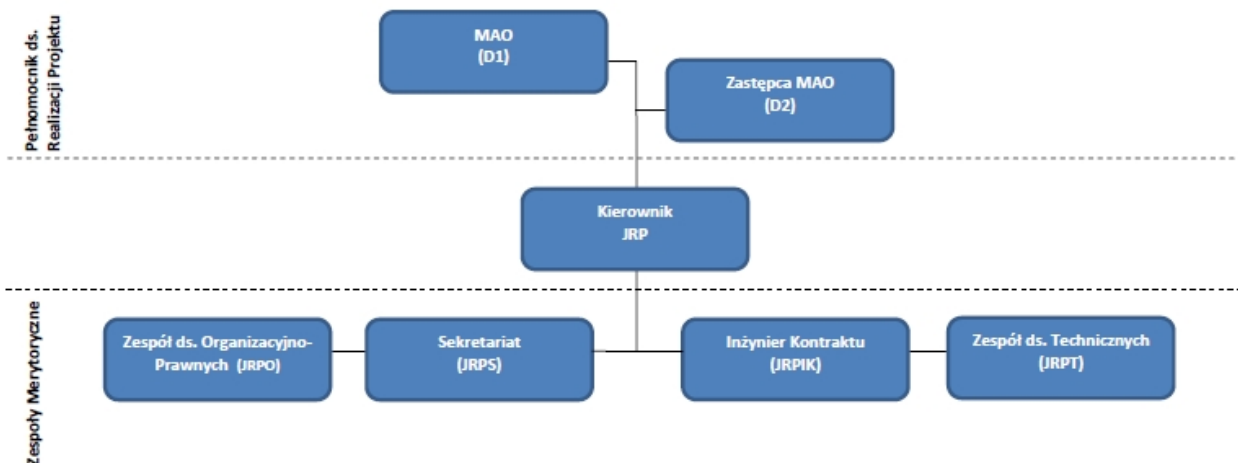 Pełnomocnik ds.
Realizacji Projektu
MAO
(D1)
Zastępca MAO
(D2)
Kierownik
JRP
Zespoły Merytoryczne
Zespół ds. Organizacyjno-
Prawnych (JRPO)
Sekretariat
(JRPS)
Inżynier Kontraktu
(JRPIK)
Zespół ds. Technicznych
(JRPT)